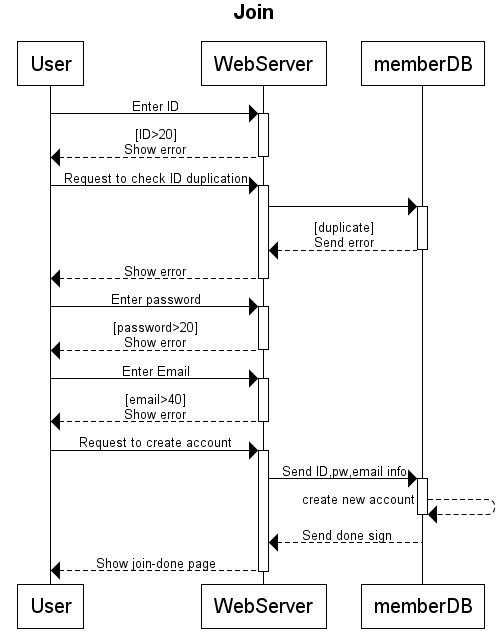 Join
User
WebServer
memberDB
Enter ID
[ID>20]
Show error
Request to check ID duplication
[duplicate]
Send error
Show error
Enter password
[password>20]
Show error
Enter Email
[email>40]
Show error
Request to create account
Send ID,pw,email info
create new account
Send done sign
Show join-done page
User
WebServer
memberDB